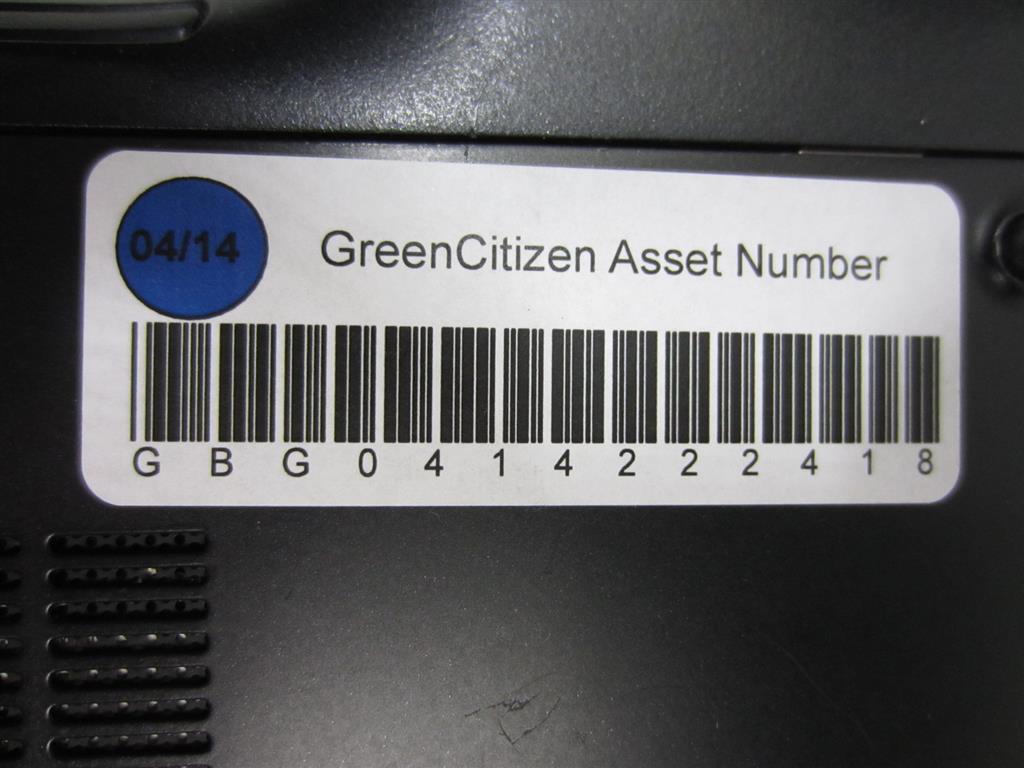 04/14
GreenCitizen Asset Number
G B G 0 4 1 4 2 2 2 4 1 8